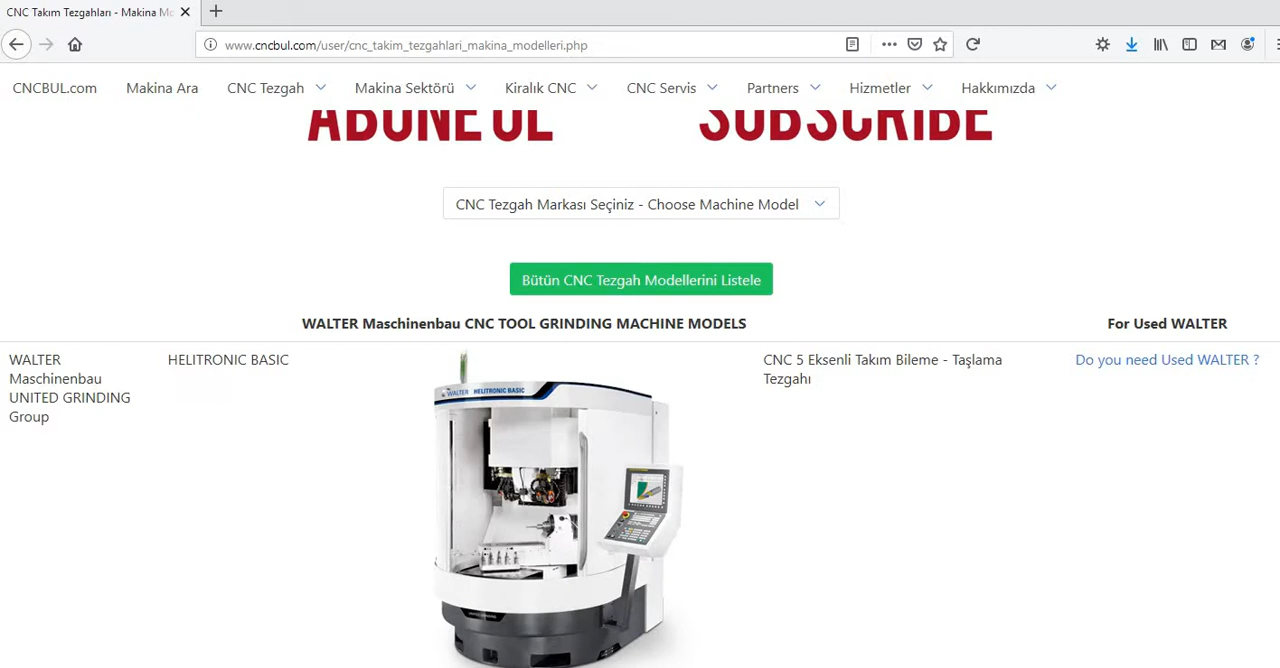 CNC Takım Tezgahları - Makina Mo
www.cncbul.com/user/cnc_takim_tezgahlari_makina_modelleri.php
CNCBUL.com Makina Ara CNC Tezgah Makina Sektörü Kiralık CNC CNC Servis Partners Hizmetler Hakkımızda
ABONE OL SUBSCRIBE
CNC Tezgah Markası Seçiniz - Choose Machine Model
Bütün CNC Tezgah Modellerini Listele
WALTER Maschinenbau CNC TOOL GRINDING MACHINE MODELS For Used WALTER
WALTER
Maschinenbau
UNITED GRINDING
Group
HELITRONIC BASIC
WALTER HELITRONIC BASIC
CNC 5 Eksenli Takım Bileme - Taşlama
Tezgahı
Do you need Used WALTER ?